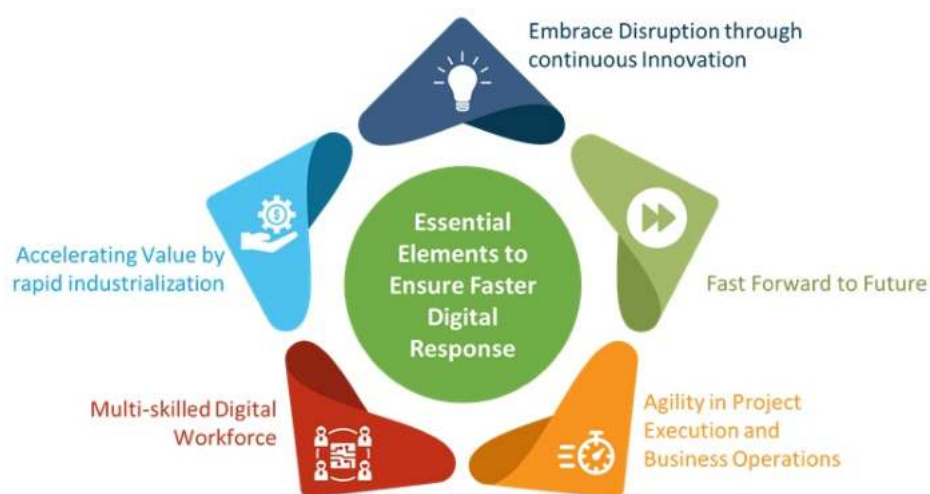 Embrace Disruption through
continuous Innovation
Essential
Elements to
Ensure Faster
Digital
Response
Accelerating Value by
rapid industrialization
Fast Forward to Future
Multi-skilled Digital
Workforce
Agility in Project
Execution and
Business Operations